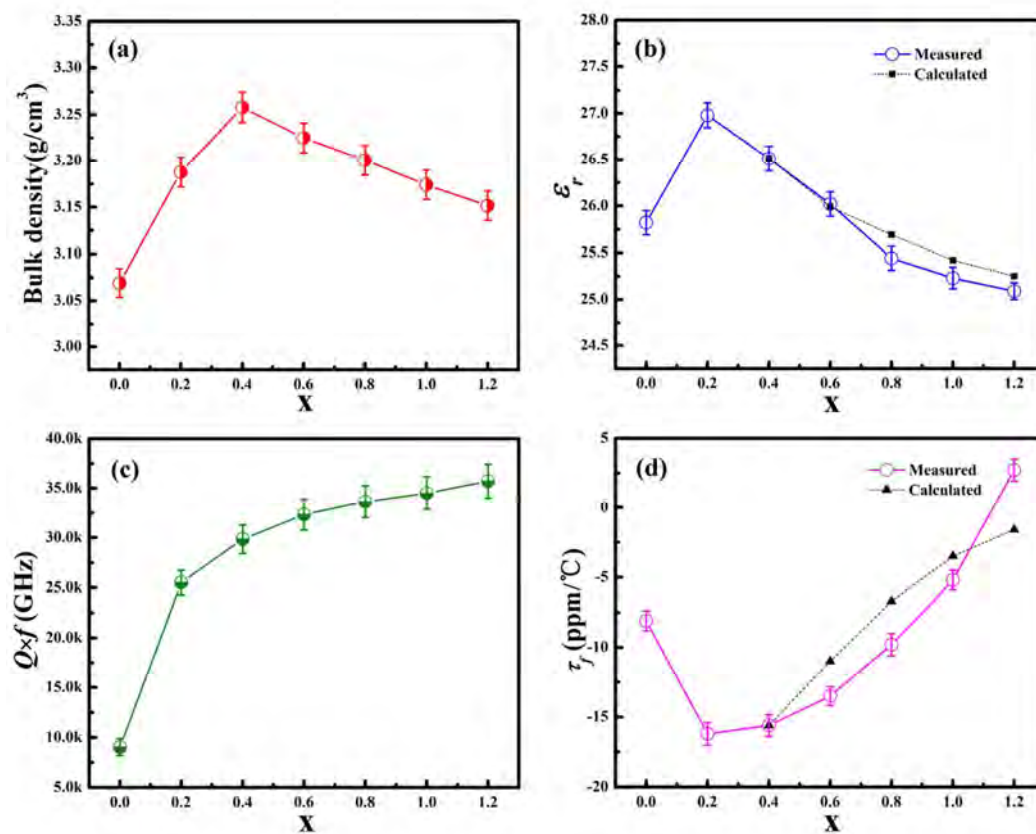 (a)
Bulk density(g/cm³)
3.35
3.30
3.25
3.20
3.15
3.10
3.05
3.00
0.0 0.2 0.4 0.6 0.8 1.0 1.2
X
(b)
Measured
Calculated
ε_r
28.0
27.5
27.0
26.5
26.0
25.5
25.0
24.5
0.0 0.2 0.4 0.6 0.8 1.0 1.2
X
(c)
Q×f (GHz)
40.0k
35.0k
30.0k
25.0k
20.0k
15.0k
10.0k
5.0k
0.0 0.2 0.4 0.6 0.8 1.0 1.2
X
(d)
Measured
Calculated
τ_f (ppm/℃)
5
0
-5
-10
-15
-20
0.0 0.2 0.4 0.6 0.8 1.0 1.2
X